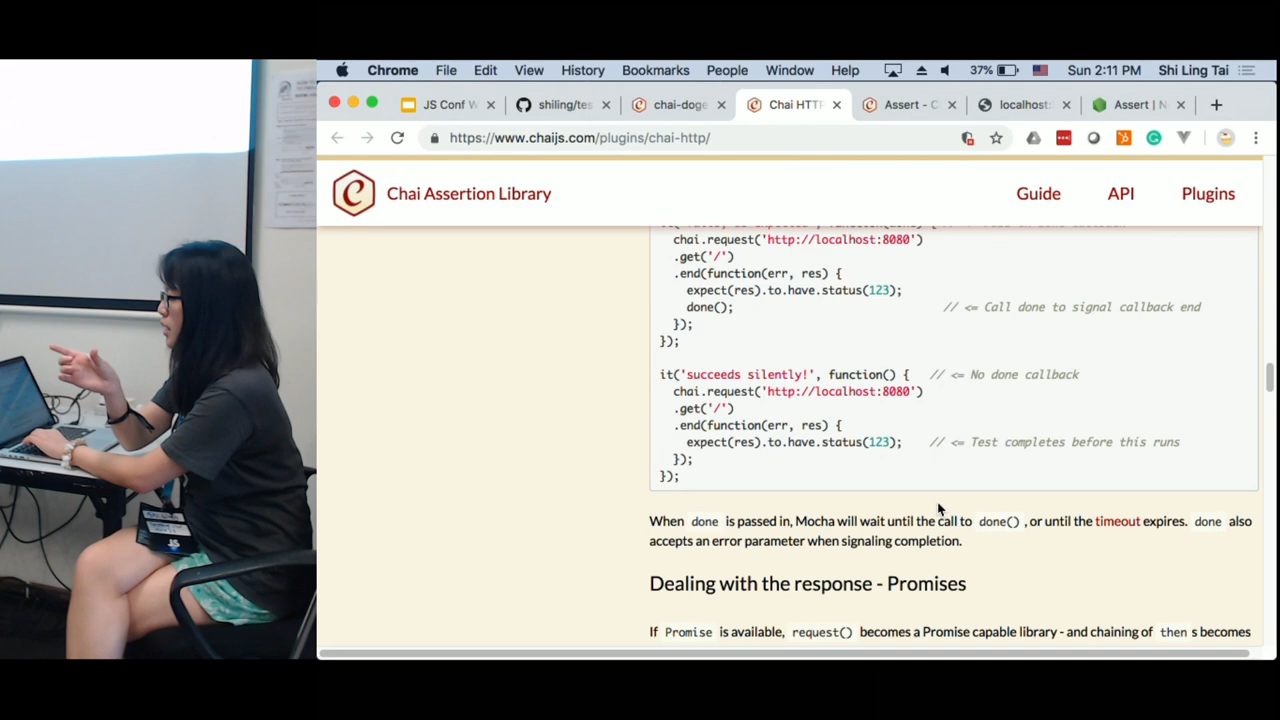 Chrome File Edit View History Bookmarks People Window Help 37% Sun 2:11 PM Shi Ling Tai
JS Conf W shiling/tes chai-doge Chai HTTP Assert - C localhost: Assert | N
https://www.chaijs.com/plugins/chai-http/
Chai Assertion Library Guide API Plugins
chai.request('http://localhost:8080')
.get('/')
.end(function(err, res) {
expect(res).to.have.status(123);
done(); // <= Call done to signal callback end
});
});
it('succeeds silently!', function() { // <= No done callback
chai.request('http://localhost:8080')
.get('/')
.end(function(err, res) {
expect(res).to.have.status(123); // <= Test completes before this runs
});
});
When done is passed in, Mocha will wait until the call to done(), or until the timeout expires. done also
accepts an error parameter when signaling completion.
Dealing with the response - Promises
If Promise is available, request() becomes a Promise capable library - and chaining of then s becomes